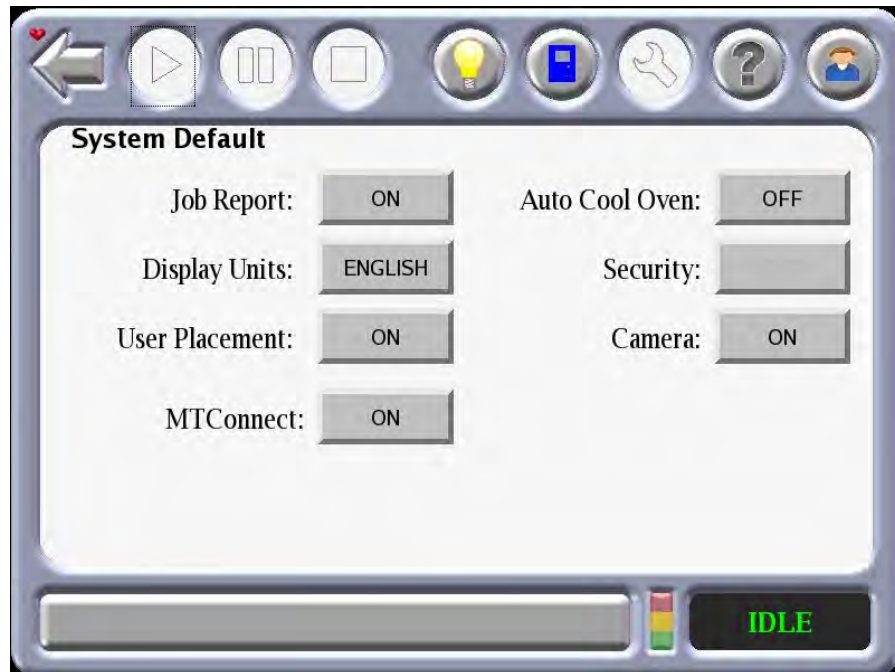 System Default
Job Report: ON
Auto Cool Oven: OFF
Display Units: ENGLISH
Security:
User Placement: ON
Camera: ON
MTConnect: ON
IDLE